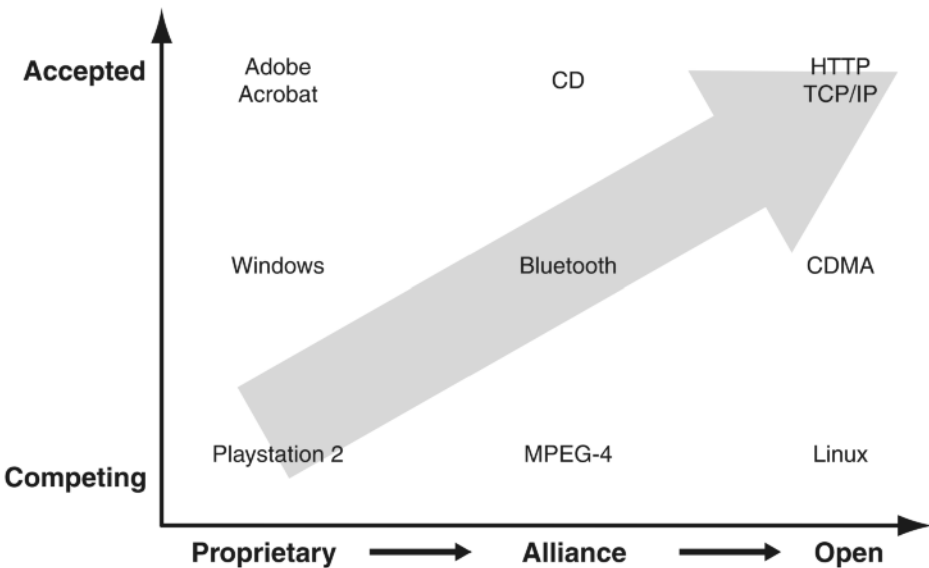 Accepted
Adobe
Acrobat
CD
HTTP
TCP/IP
Windows
Bluetooth
CDMA
Playstation 2
MPEG-4
Linux
Competing
Proprietary
Alliance
Open